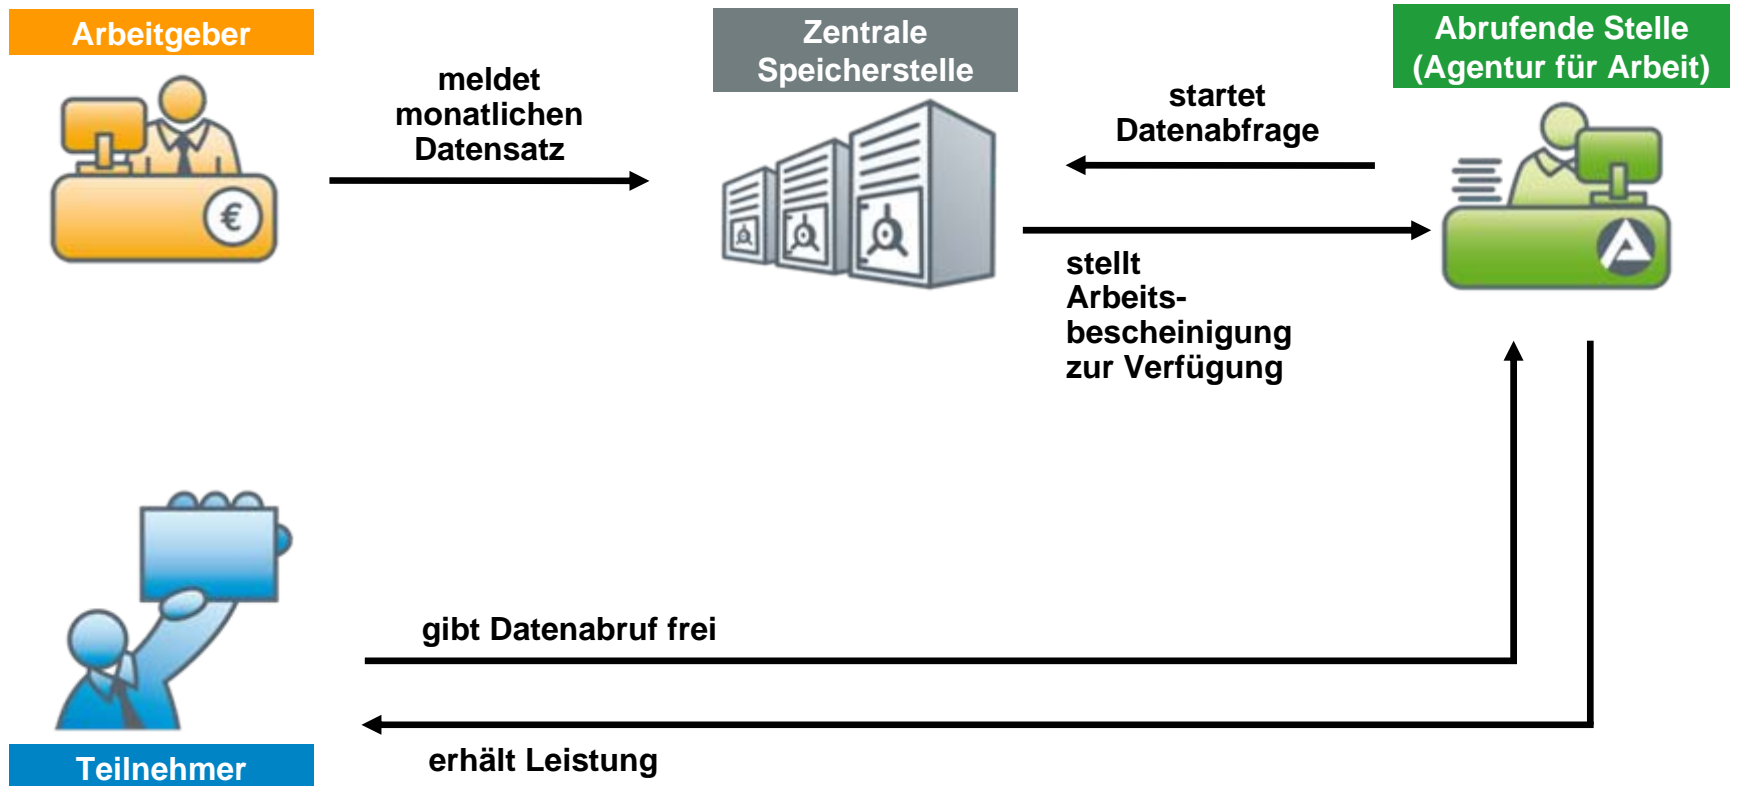 Arbeitgeber
meldet
monatlichen
Datensatz
€
Zentrale
Speicherstelle
startet
Datenabfrage
Abrufende Stelle
(Agentur für Arbeit)
stellt
Arbeits-
bescheinigung
zur Verfügung
gibt Datenabruf frei
erhält Leistung
Teilnehmer